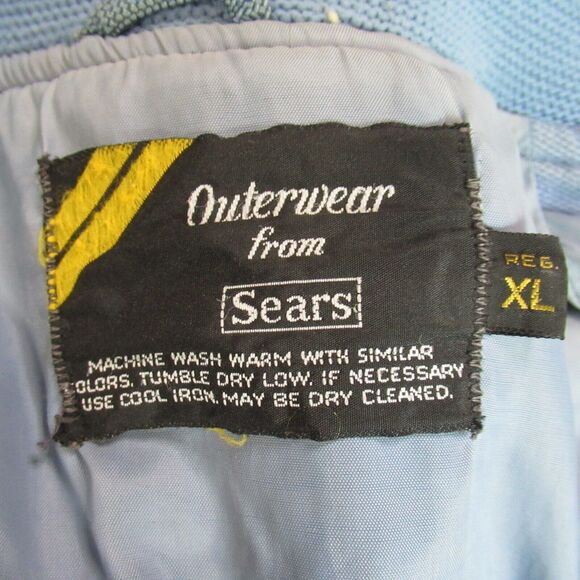 Outerwear
from
Sears
MACHINE WASH WARM WITH SIMILAR
COLORS. TUMBLE DRY LOW. IF NECESSARY
USE COOL IRON. MAY BE DRY CLEANED.
REG.
XL